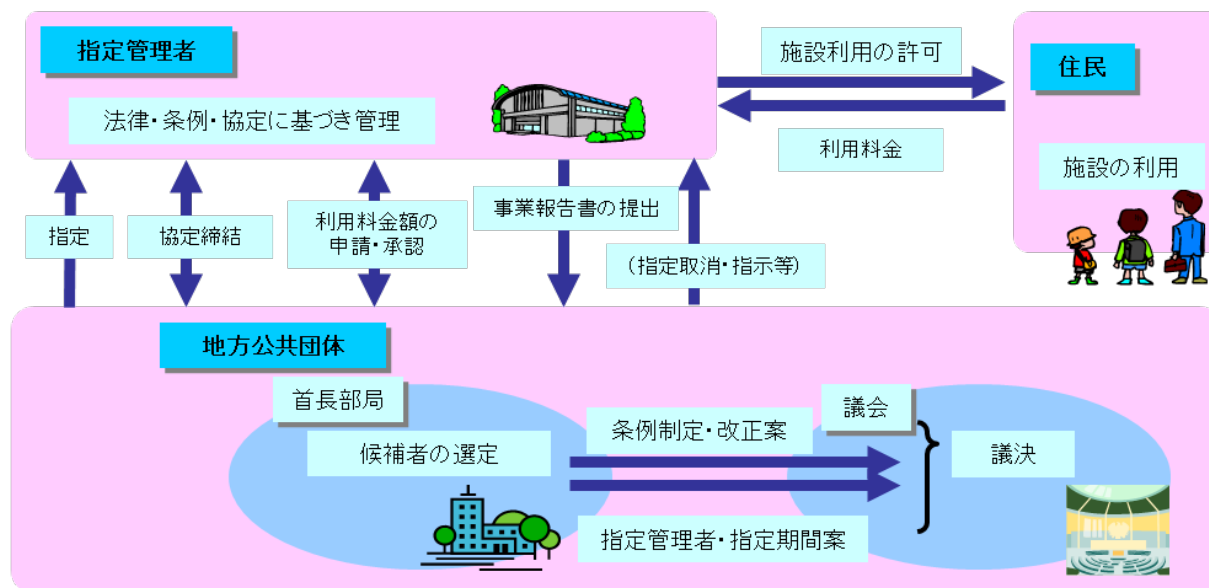 指定管理者
法律・条例・協定に基づき管理
施設利用の許可
利用料金
住民
施設の利用
指定
協定締結
利用料金額の
申請・承認
事業報告書の提出
（指定取消・指示等）
地方公共団体
首長部局
候補者の選定
条例制定・改正案
指定管理者・指定期間案
議会
議決